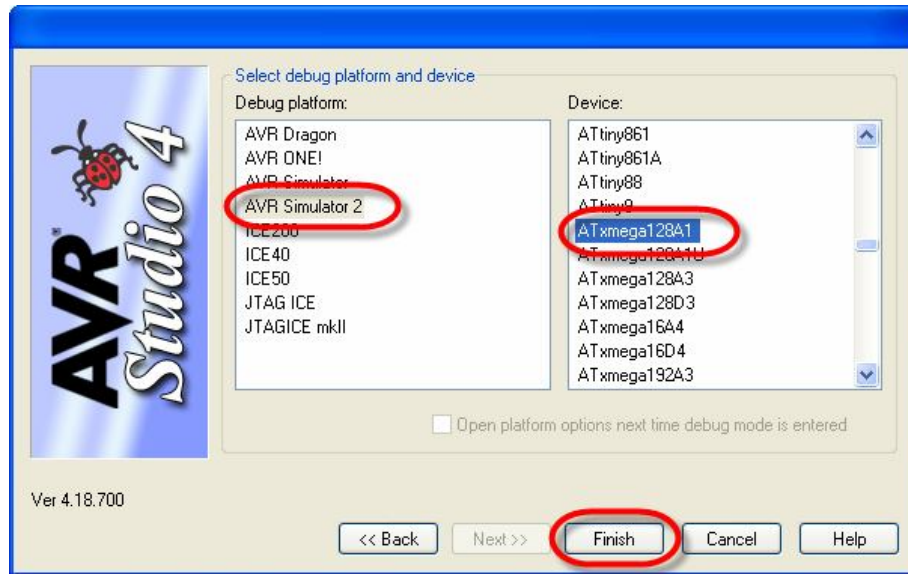 Select debug platform and device
Debug platform:
AVR Dragon
AVR ONE!
AVR Simulator
AVR Simulator 2
ICE200
ICE40
ICE50
JTAG ICE
JTAGICE mkII
Device:
ATtiny861
ATtiny861A
ATtiny88
ATtiny9
ATxmega128A1
ATxmega128A1U
ATxmega128A3
ATxmega128D3
ATxmega16A4
ATxmega16D4
ATxmega192A3
Open platform options next time debug mode is entered
AVR®
Studio 4
Ver 4.18.700
<< Back
Next >>
Finish
Cancel
Help